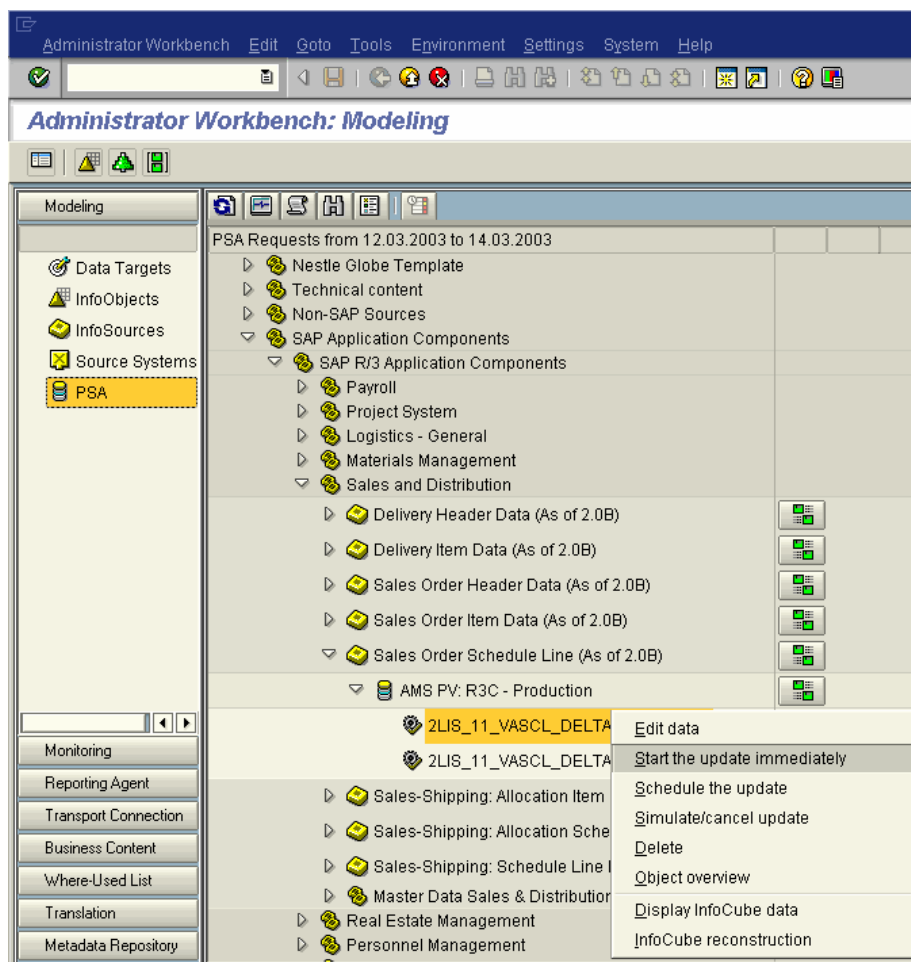 Administrator Workbench Edit Goto Tools Environment Settings System Help
Administrator Workbench: Modeling
Modeling
Data Targets
InfoObjects
InfoSources
Source Systems
PSA
Monitoring
Reporting Agent
Transport Connection
Business Content
Where-Used List
Translation
Metadata Repository
PSA Requests from 12.03.2003 to 14.03.2003
Nestle Globe Template
Technical content
Non-SAP Sources
SAP Application Components
SAP R/3 Application Components
Payroll
Project System
Logistics - General
Materials Management
Sales and Distribution
Delivery Header Data (As of 2.0B)
Delivery Item Data (As of 2.0B)
Sales Order Header Data (As of 2.0B)
Sales Order Item Data (As of 2.0B)
Sales Order Schedule Line (As of 2.0B)
AMS PV: R3C - Production
2LIS_11_VASCL_DELTA
2LIS_11_VASCL_DELTA
Sales-Shipping: Allocation Item
Sales-Shipping: Allocation Sche
Sales-Shipping: Schedule Line
Master Data Sales & Distribution
Real Estate Management
Personnel Management
Edit data
Start the update immediately
Schedule the update
Simulate/cancel update
Delete
Object overview
Display InfoCube data
InfoCube reconstruction